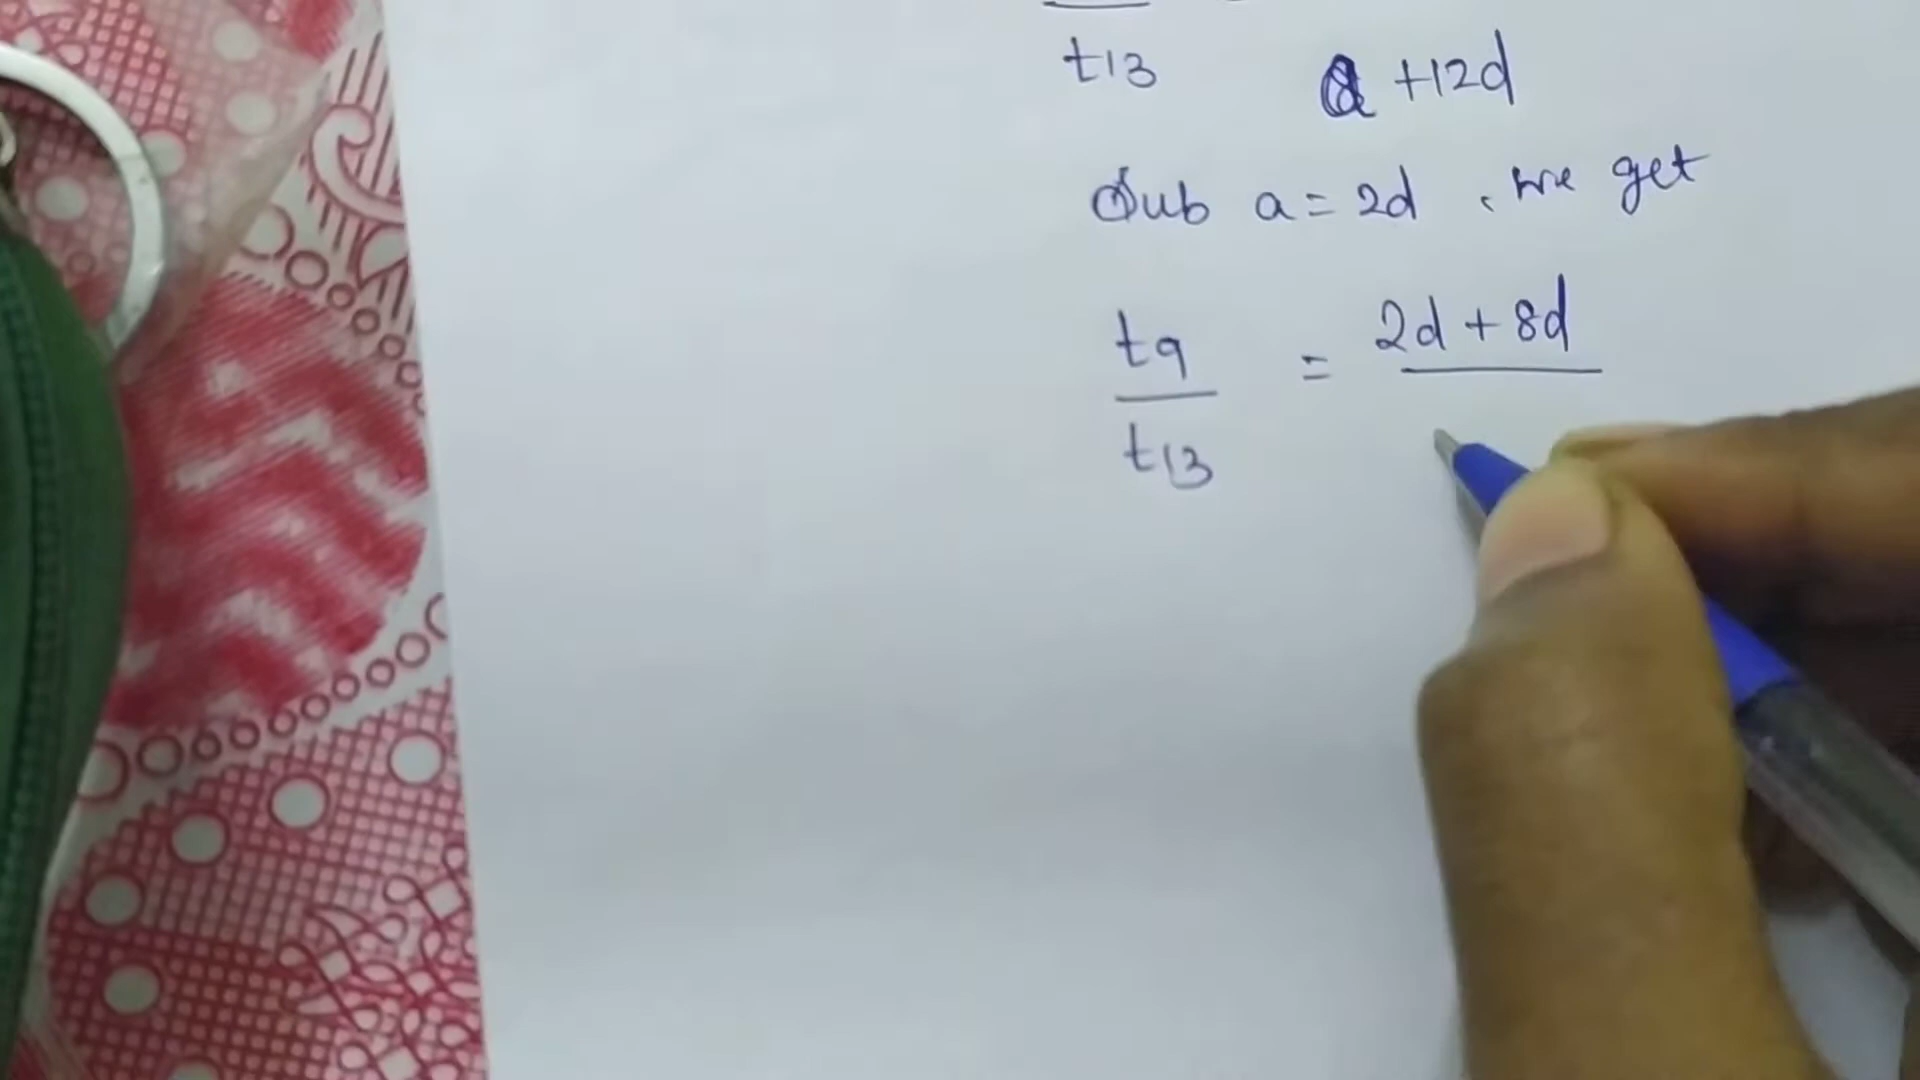 t13 a +12d
Sub a = 2d , we get
t9 = 2d + 8d
t13